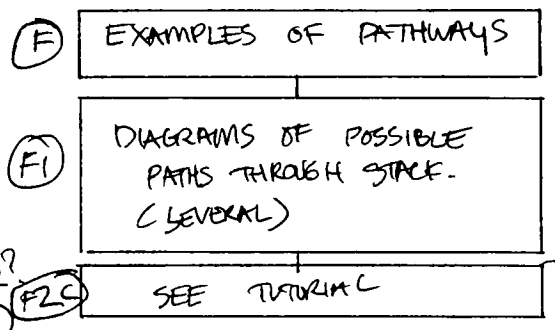 F EXAMPLES OF PATHWAYS
F1 DIAGRAMS OF POSSIBLE
PATHS THROUGH STACK.
(SEVERAL)
?
F2C SEE TUTORIAL